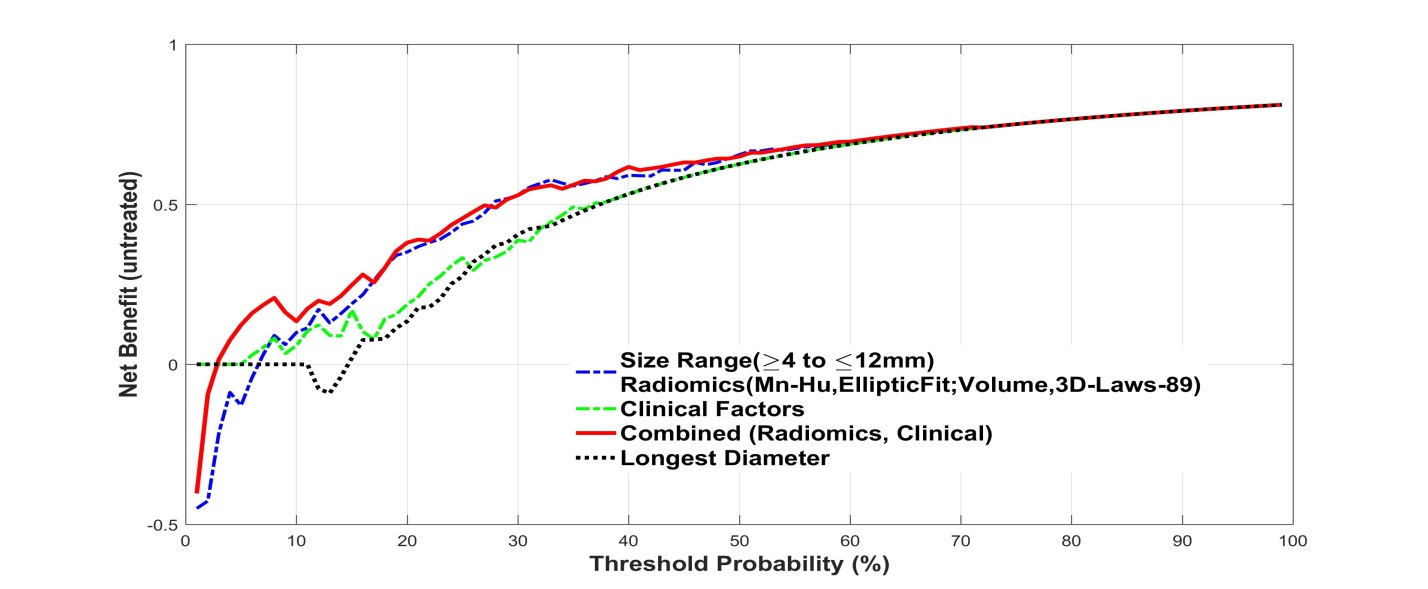 1
0.5
0
-0.5
Net Benefit (untreated)
Size Range(≥4 to ≤12mm)
Radiomics(Mn-Hu,EllipticFit;Volume,3D-Laws-89)
Clinical Factors
Combined (Radiomics, Clinical)
Longest Diameter
0 10 20 30 40 50 60 70 80 90 100
Threshold Probability (%)